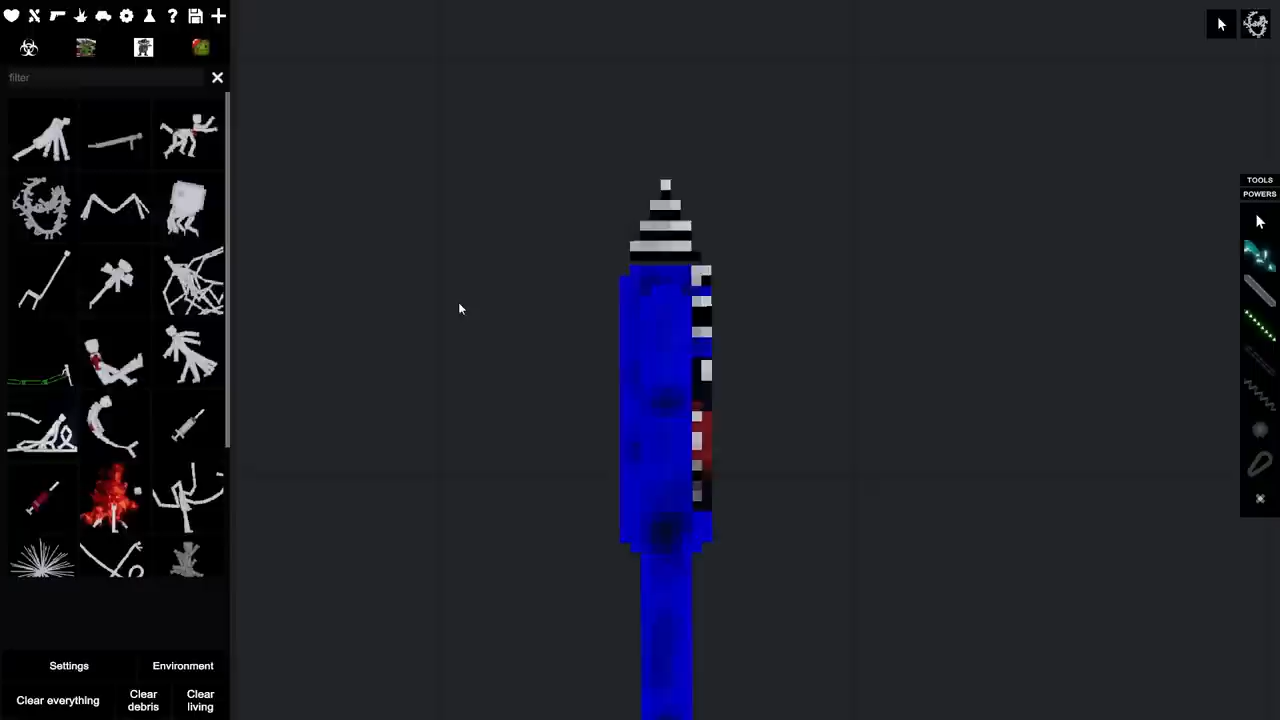 filter
TOOLS
POWERS
Settings
Environment
Clear everything
Clear debris
Clear living